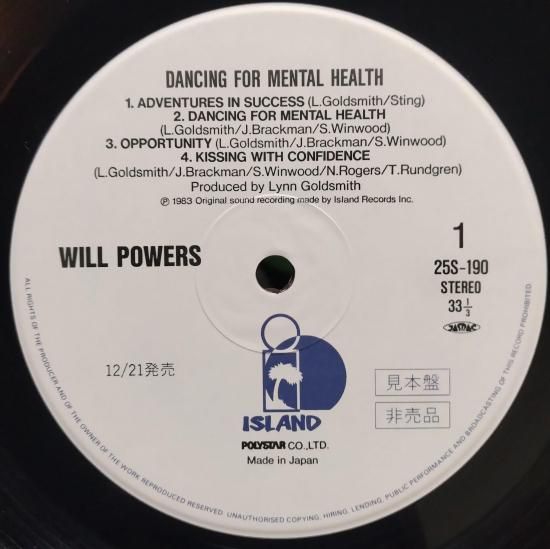 DANCING FOR MENTAL HEALTH
1. ADVENTURES IN SUCCESS (L.Goldsmith/Sting)
2. DANCING FOR MENTAL HEALTH
(L.Goldsmith/J.Brackman/S.Winwood)
3. OPPORTUNITY (L.Goldsmith/J.Brackman/S.Winwood)
4. KISSING WITH CONFIDENCE
(L.Goldsmith/J.Brackman/S.Winwood/N.Rogers/T.Rundgren)
Produced by Lynn Goldsmith
℗ 1983 Original sound recording made by Island Records Inc.
WILL POWERS
1
25S-190
STEREO
33 1/3
JASRAC
12/21発売
見本盤
非売品
ISLAND
POLYSTAR CO.,LTD.
Made in Japan
ALL RIGHTS OF THE PRODUCER AND OF THE OWNER OF THE WORK REPRODUCED RESERVED. UNAUTHORISED COPYING, HIRING, LENDING, PUBLIC PERFORMANCE AND BROADCASTING OF THIS RECORD PROHIBITED.